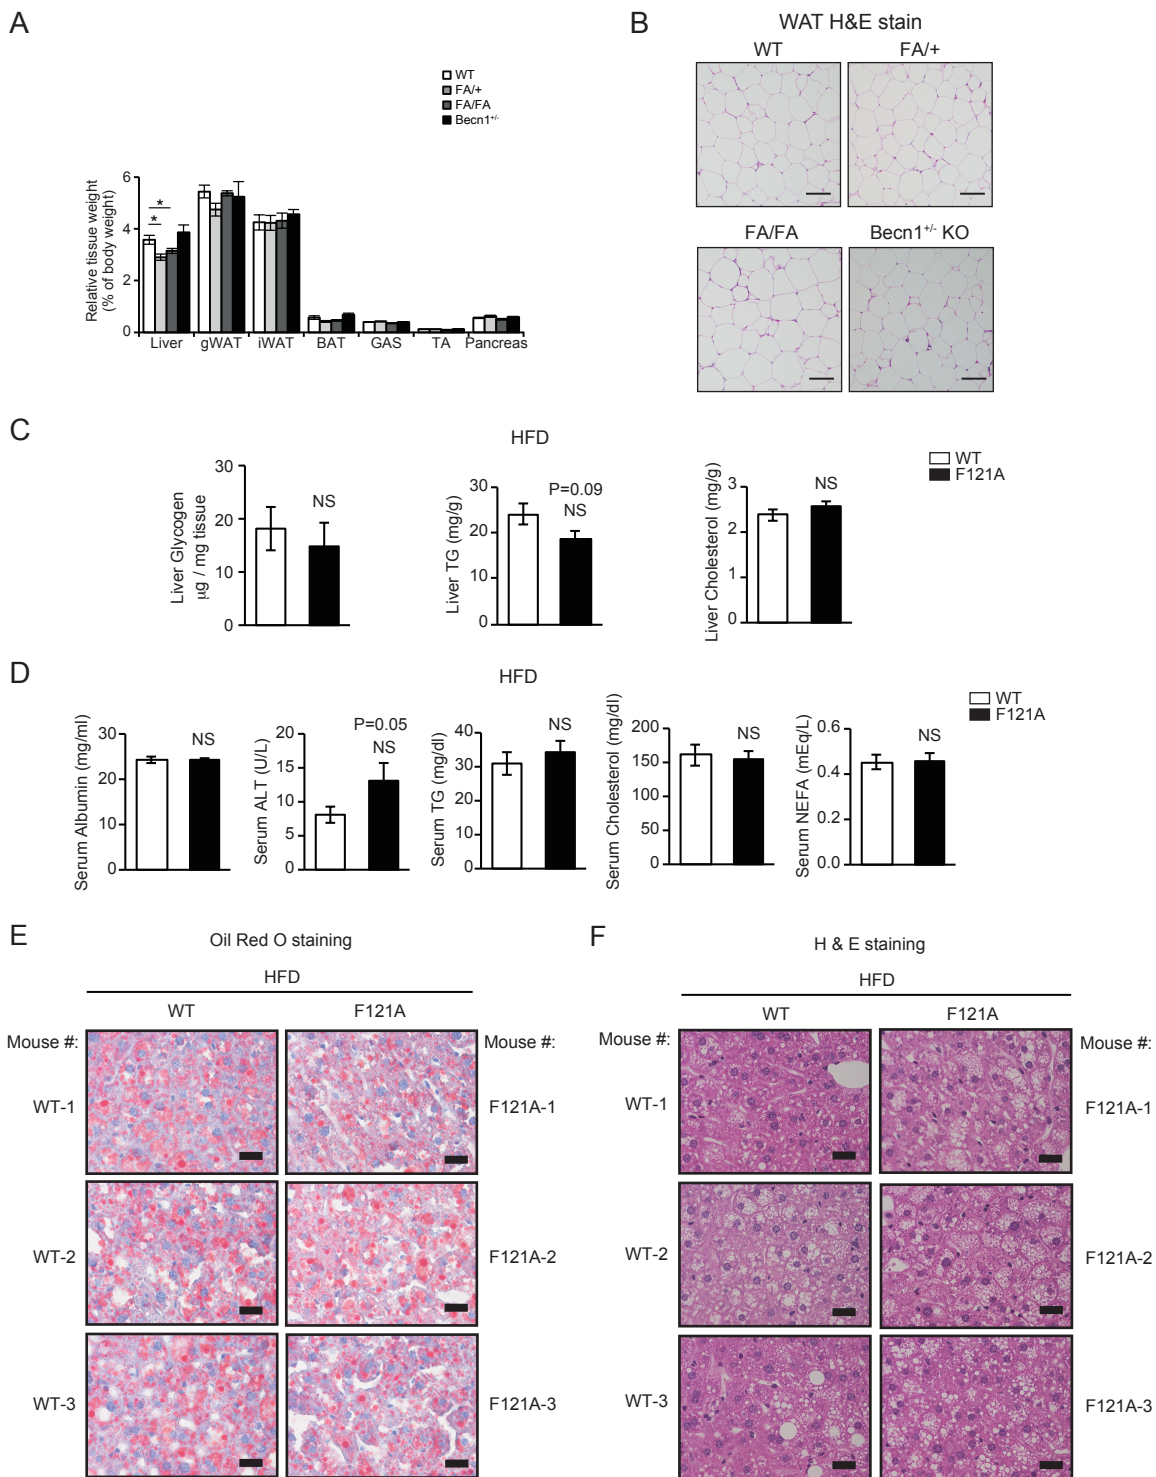 A
WT
FA/+
FA/FA
Becn1+/-
Relative tissue weight
(% of body weight)
6
4
2
0
*
*
Liver gWAT iWAT BAT GAS TA Pancreas
B
WAT H&E stain
WT FA/+
FA/FA Becn1+/- KO
C
HFD
WT
F121A
Liver Glycogen
µg / mg tissue
30
20
10
0
NS
Liver TG (mg/g)
30
20
10
0
P=0.09
NS
Liver Cholesterol (mg/g)
3
2
1
0
NS
D
HFD
WT
F121A
Serum Albumin (mg/ml)
30
20
10
0
NS
Serum ALT (U/L)
20
15
10
5
0
P=0.05
NS
Serum TG (mg/dl)
40
30
20
10
0
NS
Serum Cholesterol (mg/dl)
200
150
100
50
0
NS
Serum NEFA (mEq/L)
0.6
0.4
0.2
0.0
NS
E
Oil Red O staining
HFD
WT F121A
Mouse #: Mouse #:
WT-1 F121A-1
WT-2 F121A-2
WT-3 F121A-3
F
H & E staining
HFD
WT F121A
Mouse #: Mouse #:
WT-1 F121A-1
WT-2 F121A-2
WT-3 F121A-3